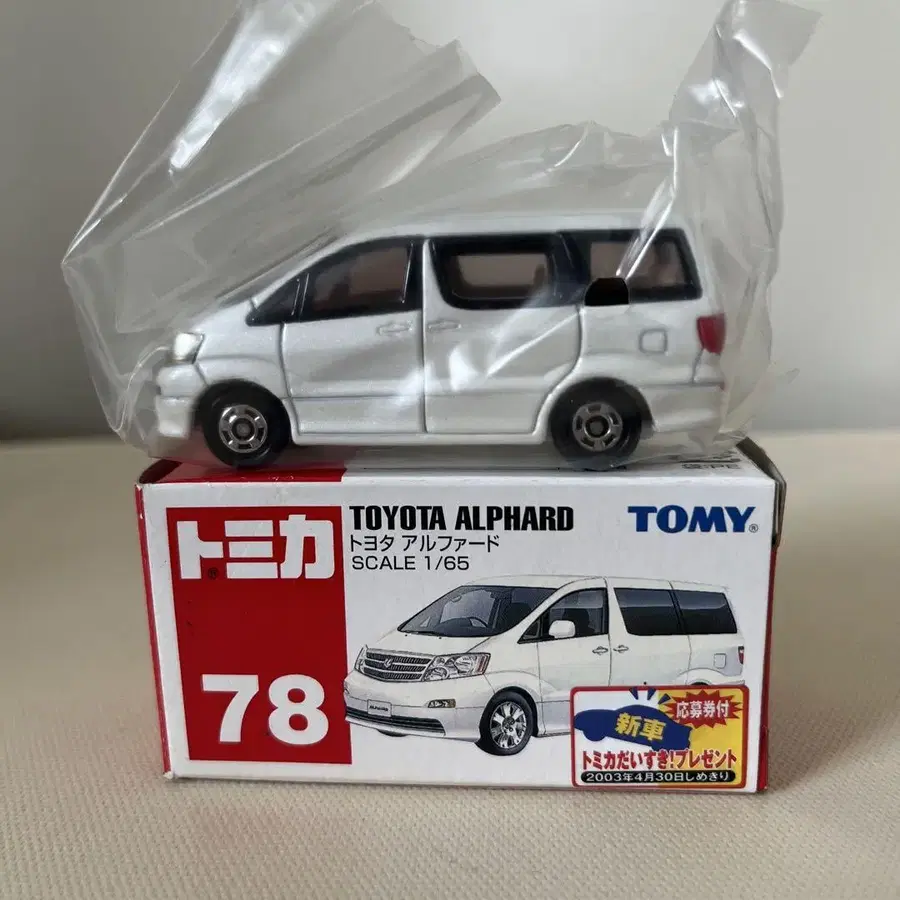 トミカ®
78
TOYOTA ALPHARD
トヨタ アルファード
SCALE 1/65
TOMY®
ALPHARD
新車
応募券付
トミカだいすき!プレゼント
2003年4月30日しめきり